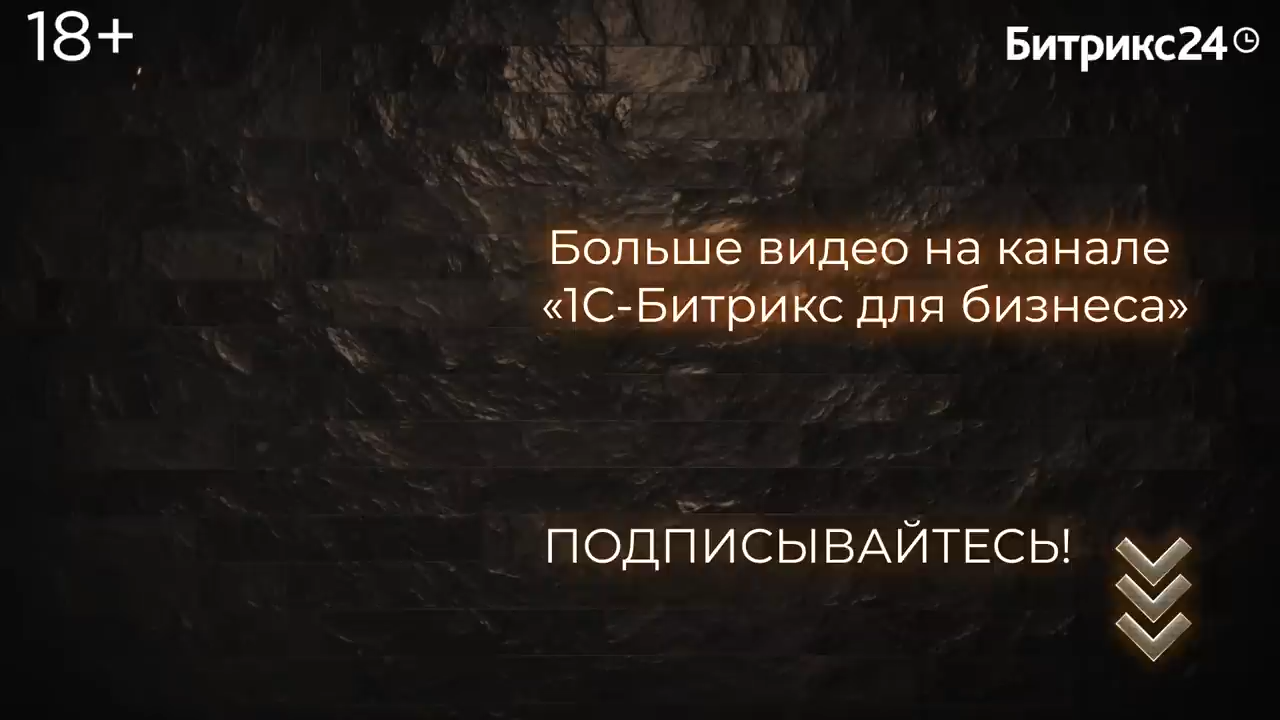 18+
Битрикс24
Больше видео на канале
«1С-Битрикс для бизнеса»
ПОДПИСЫВАЙТЕСЬ!